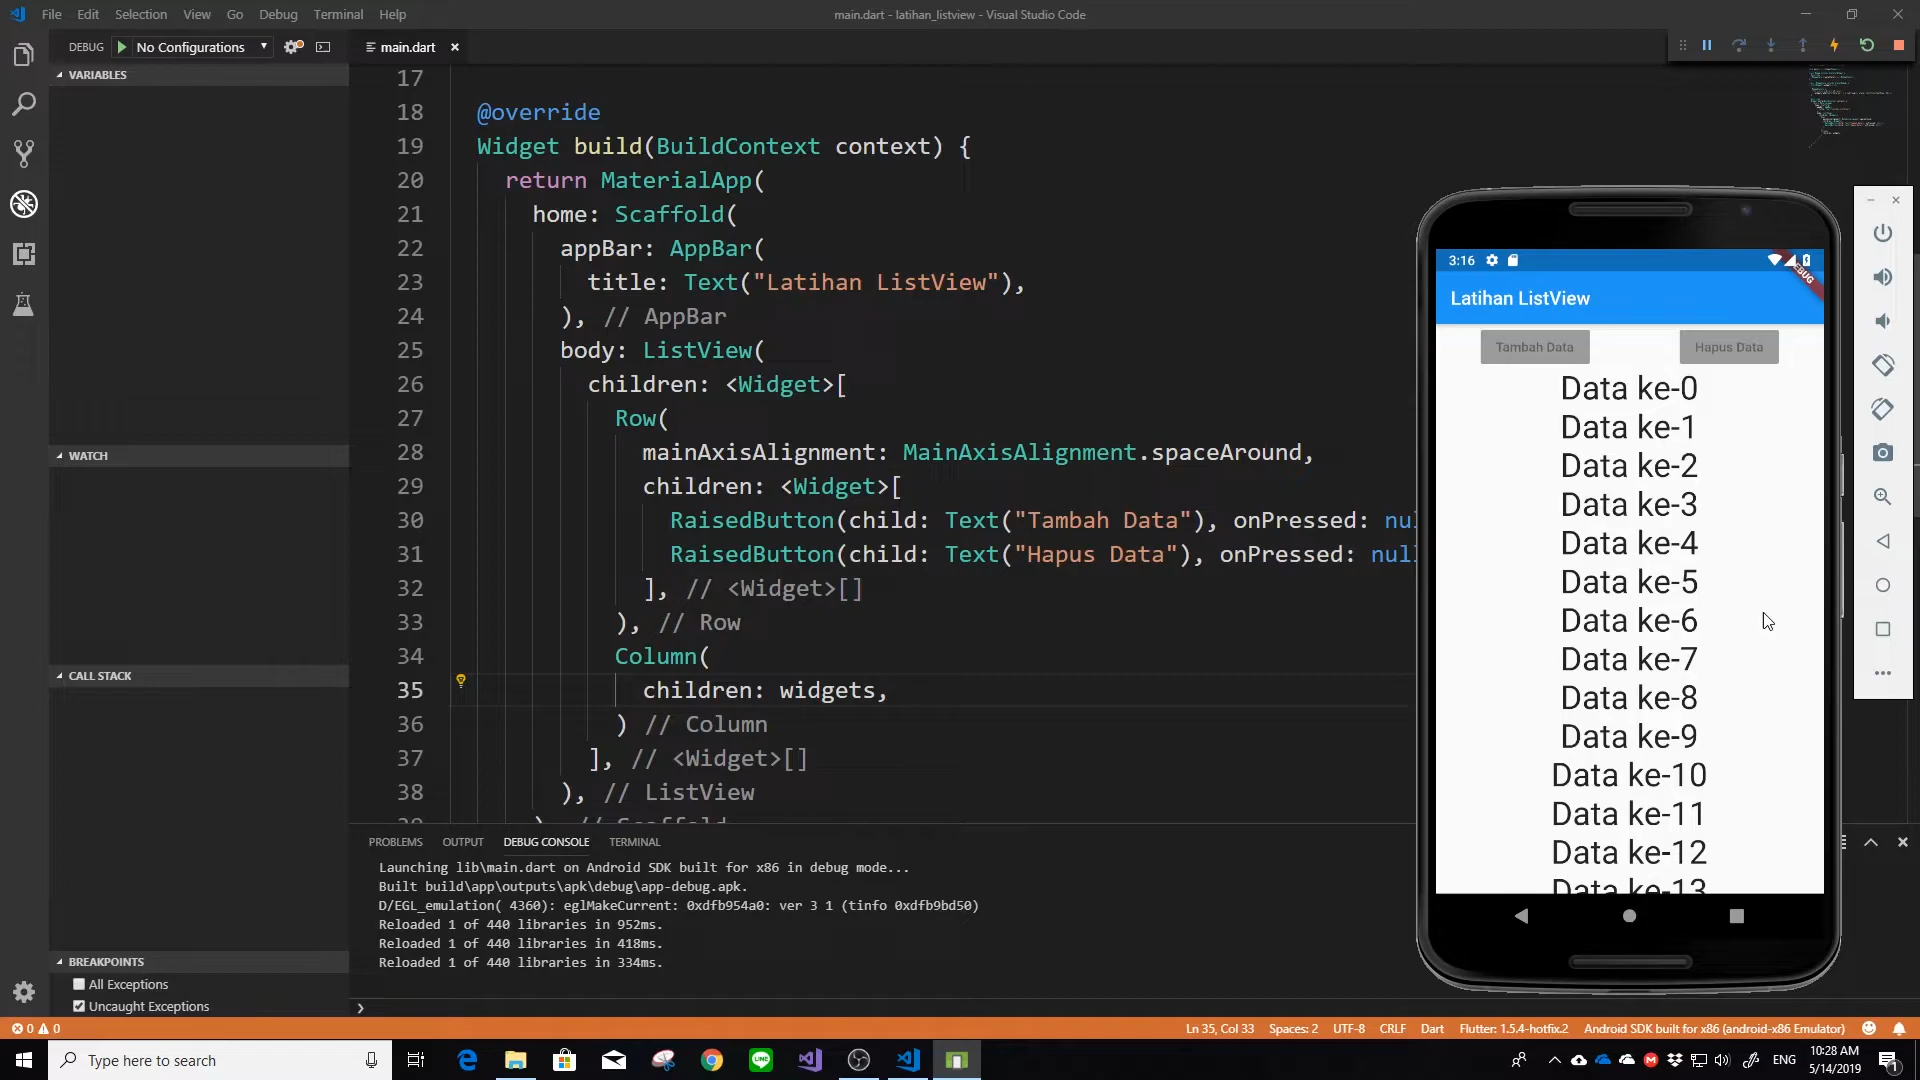 File Edit Selection View Go Debug Terminal Help
main.dart - latihan_listview - Visual Studio Code
DEBUG No Configurations
main.dart
VARIABLES
WATCH
CALL STACK
BREAKPOINTS
All Exceptions
Uncaught Exceptions
17
18 @override
19 Widget build(BuildContext context) {
20 return MaterialApp(
21 home: Scaffold(
22 appBar: AppBar(
23 title: Text("Latihan ListView"),
24 ), // AppBar
25 body: ListView(
26 children: <Widget>[
27 Row(
28 mainAxisAlignment: MainAxisAlignment.spaceAround,
29 children: <Widget>[
30 RaisedButton(child: Text("Tambah Data"), onPressed: nul
31 RaisedButton(child: Text("Hapus Data"), onPressed: null
32 ], // <Widget>[]
33 ), // Row
34 Column(
35 children: widgets,
36 ) // Column
37 ], // <Widget>[]
38 ), // ListView
PROBLEMS OUTPUT DEBUG CONSOLE TERMINAL
Launching lib\main.dart on Android SDK built for x86 in debug mode...
Built build\app\outputs\apk\debug\app-debug.apk.
D/EGL_emulation( 4360): eglMakeCurrent: 0xdfb954a0: ver 3 1 (tinfo 0xdfb9bd50)
Reloaded 1 of 440 libraries in 952ms.
Reloaded 1 of 440 libraries in 418ms.
Reloaded 1 of 440 libraries in 334ms.
3:16
DEBUG
Latihan ListView
Tambah Data Hapus Data
Data ke-0
Data ke-1
Data ke-2
Data ke-3
Data ke-4
Data ke-5
Data ke-6
Data ke-7
Data ke-8
Data ke-9
Data ke-10
Data ke-11
Data ke-12
Data ke-13
0 0
Ln 35, Col 33 Spaces: 2 UTF-8 CRLF Dart Flutter: 1.5.4-hotfix.2 Android SDK built for x86 (android-x86 Emulator)
Type here to search
LINE
ENG
10:28 AM
5/14/2019
1